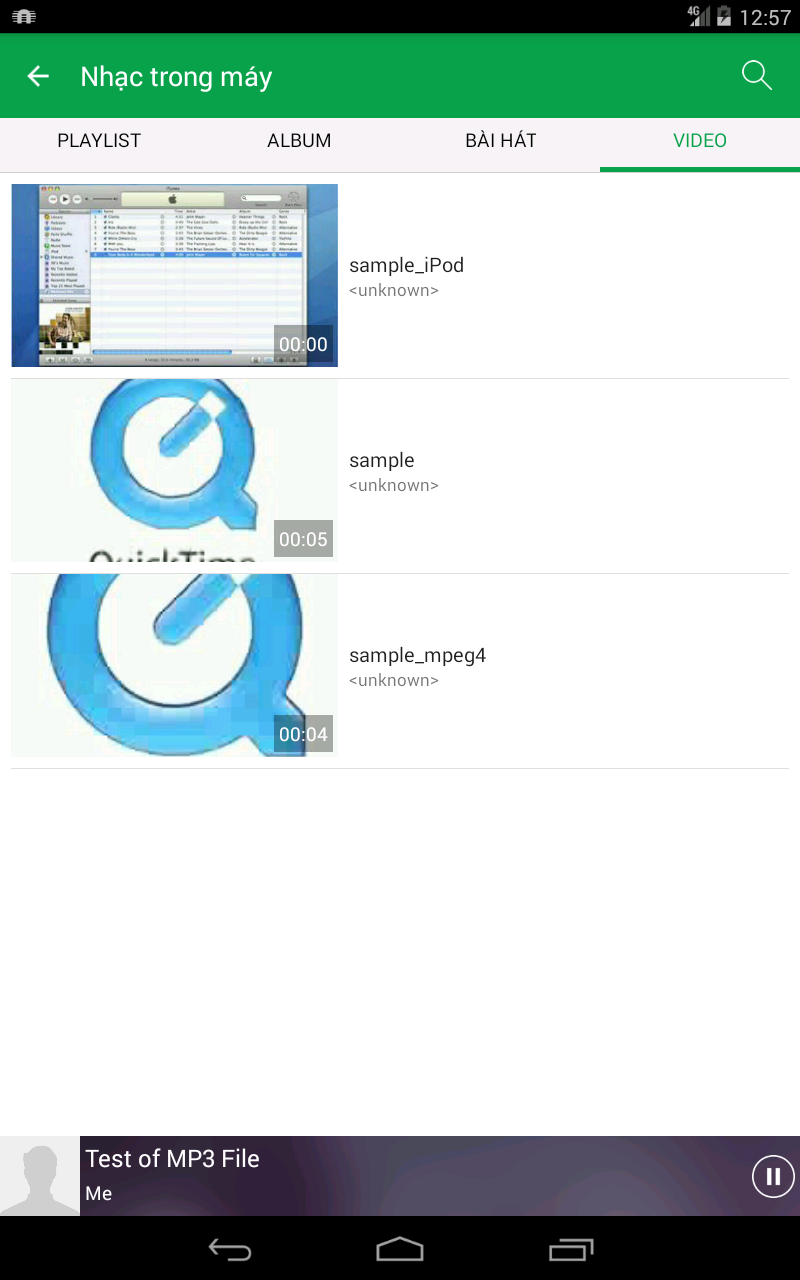 4G 12:57
Nhạc trong máy
PLAYLIST ALBUM BÀI HÁT VIDEO
00:00
sample_iPod
<unknown>
QuickTime
00:05
sample
<unknown>
00:04
sample_mpeg4
<unknown>
Test of MP3 File
Me